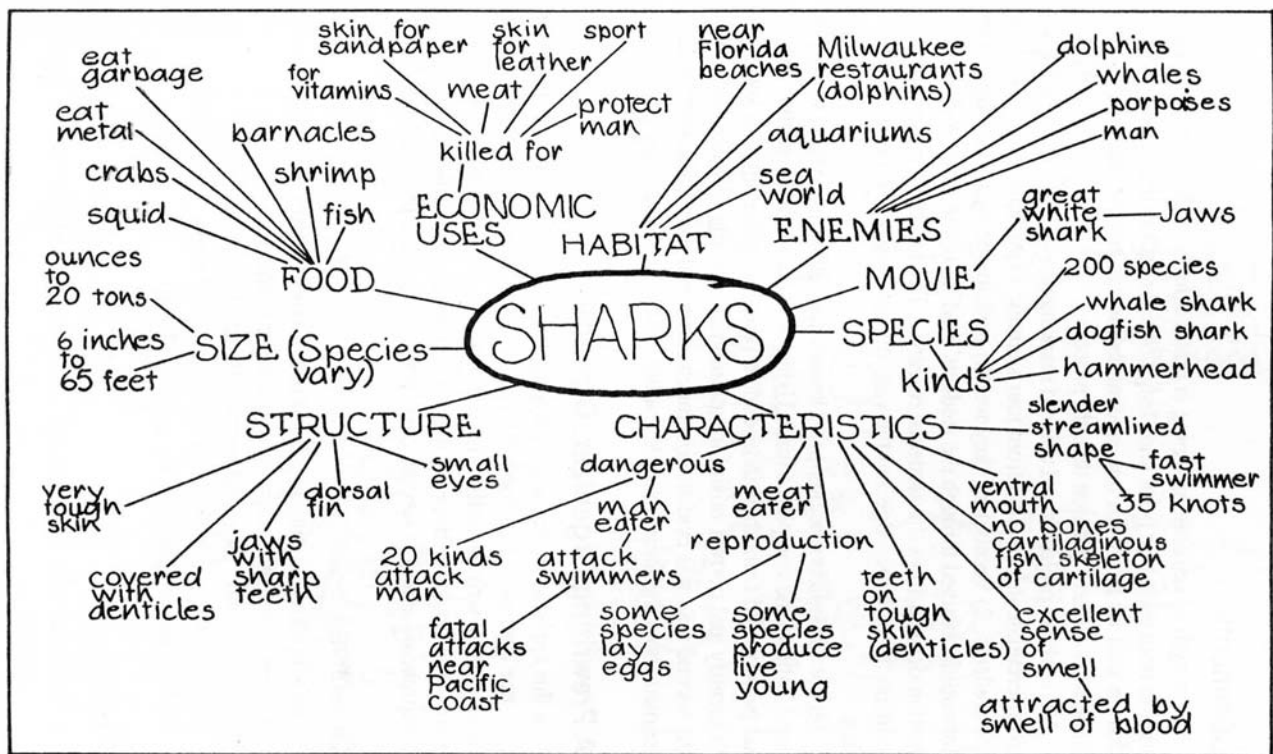 eat
garbage
eat
metal
crabs
squid
barnacles
shrimp
fish
FOOD
skin for
sandpaper
for
vitamins
meat
skin
for
leather
sport
protect
man
killed for
ECONOMIC
USES
near
Florida
beaches
Milwaukee
restaurants
(dolphins)
aquariums
sea
world
HABITAT
dolphins
whales
porpoises
man
ENEMIES
great
white
shark
Jaws
MOVIE
SHARKS
200 species
whale shark
dogfish shark
hammerhead
SPECIES
kinds
ounces
to
20 tons
6 inches
to
65 feet
SIZE (Species
vary)
STRUCTURE
very
tough
skin
covered
with
denticles
jaws
with
sharp
teeth
dorsal
fin
small
eyes
CHARACTERISTICS
dangerous
20 kinds
attack
man
man
eater
attack
swimmers
fatal
attacks
near
Pacific
coast
meat
eater
reproduction
some
species
lay
eggs
some
species
produce
live
young
teeth
on
tough
skin
(denticles)
excellent
sense
of
smell
attracted by
smell of blood
no bones
cartilaginous
fish skeleton
of cartilage
ventral
mouth
slender
streamlined
shape
fast
swimmer
35 knots